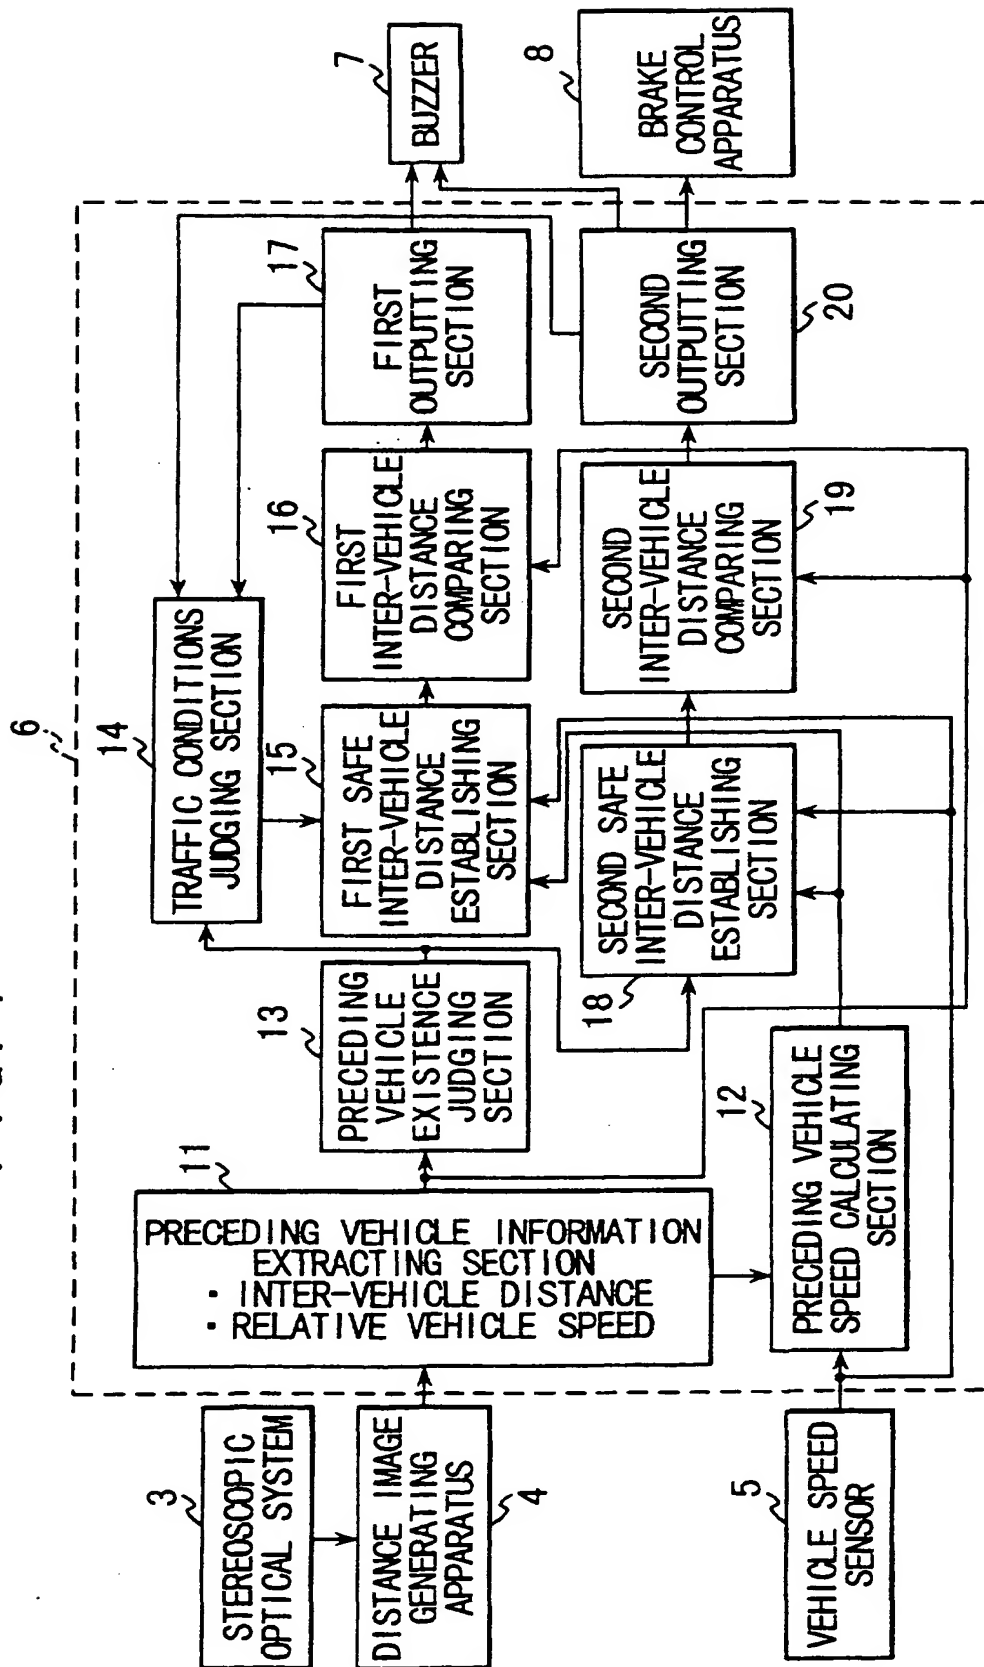 6
3
STEREOSCOPIC
OPTICAL SYSTEM
DISTANCE IMAGE
GENERATING
APPARATUS
4
5
VEHICLE SPEED
SENSOR
11
PRECEDING VEHICLE INFORMATION
EXTRACTING SECTION
· INTER-VEHICLE DISTANCE
· RELATIVE VEHICLE SPEED
12
PRECEDING VEHICLE
SPEED CALCULATING
SECTION
13
PRECEDING
VEHICLE
EXISTENCE
JUDGING
SECTION
14
TRAFFIC CONDITIONS
JUDGING SECTION
15
FIRST SAFE
INTER-VEHICLE
DISTANCE
ESTABLISHING
SECTION
16
FIRST
INTER-VEHICLE
DISTANCE
COMPARING
SECTION
17
FIRST
OUTPUTTING
SECTION
18
SECOND SAFE
INTER-VEHICLE
DISTANCE
ESTABLISHING
SECTION
SECOND
INTER-VEHICLE
DISTANCE
COMPARING
SECTION
19
SECOND
OUTPUTTING
SECTION
20
7
BUZZER
8
BRAKE
CONTROL
APPARATUS